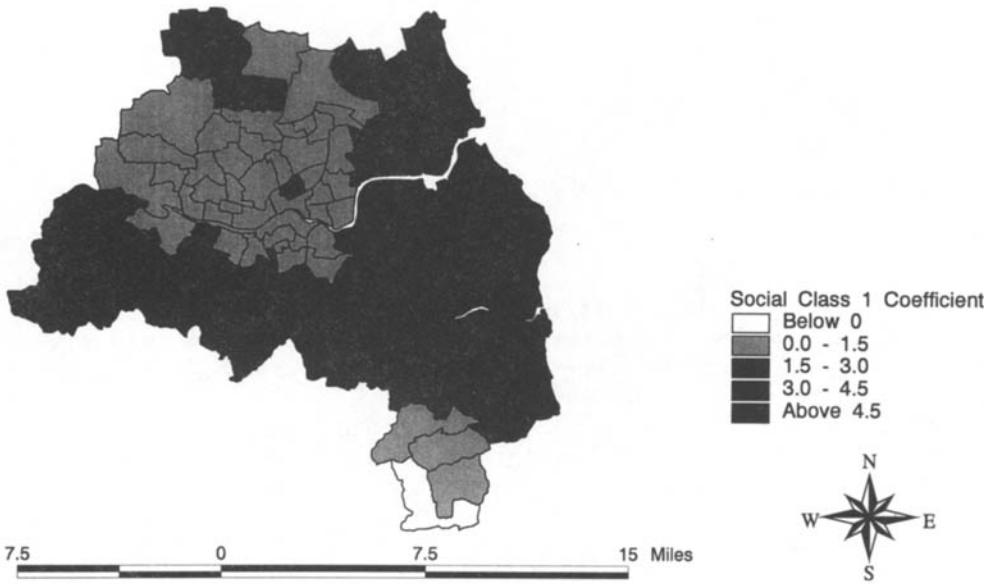 Social Class 1 Coefficient
Below 0
0.0 - 1.5
1.5 - 3.0
3.0 - 4.5
Above 4.5
N
W E
S
7.5 0 7.5 15 Miles